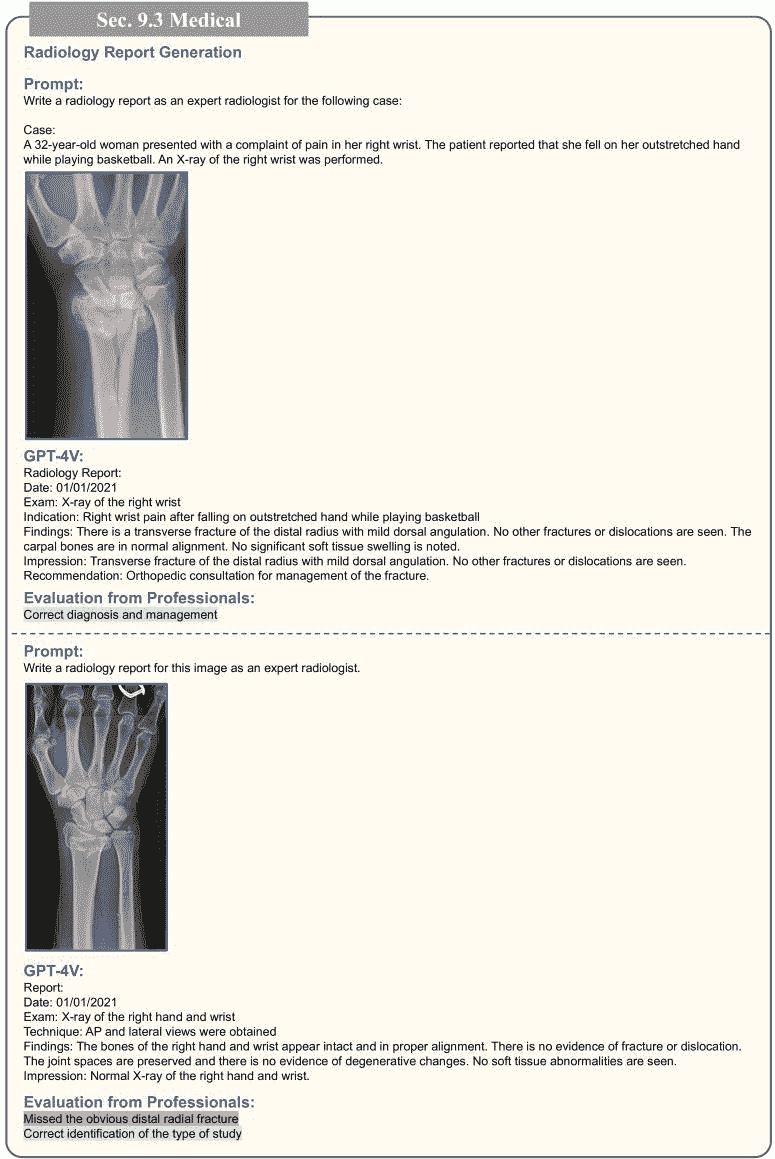 Sec. 9.3 Medical
Radiology Report Generation
Prompt:
Write a radiology report as an expert radiologist for the following case:
Case:
A 32-year-old woman presented with a complaint of pain in her right wrist. The patient reported that she fell on her outstretched hand
while playing basketball. An X-ray of the right wrist was performed.
GPT-4V:
Radiology Report:
Date: 01/01/2021
Exam: X-ray of the right wrist
Indication: Right wrist pain after falling on outstretched hand while playing basketball
Findings: There is a transverse fracture of the distal radius with mild dorsal angulation. No other fractures or dislocations are seen. The
carpal bones are in normal alignment. No significant soft tissue swelling is noted.
Impression: Transverse fracture of the distal radius with mild dorsal angulation. No other fractures or dislocations are seen.
Recommendation: Orthopedic consultation for management of the fracture.
Evaluation from Professionals:
Correct diagnosis and management
Prompt:
Write a radiology report for this image as an expert radiologist.
GPT-4V:
Report:
Date: 01/01/2021
Exam: X-ray of the right hand and wrist
Technique: AP and lateral views were obtained
Findings: The bones of the right hand and wrist appear intact and in proper alignment. There is no evidence of fracture or dislocation.
The joint spaces are preserved and there is no evidence of degenerative changes. No soft tissue abnormalities are seen.
Impression: Normal X-ray of the right hand and wrist.
Evaluation from Professionals:
Missed the obvious distal radial fracture
Correct identification of the type of study